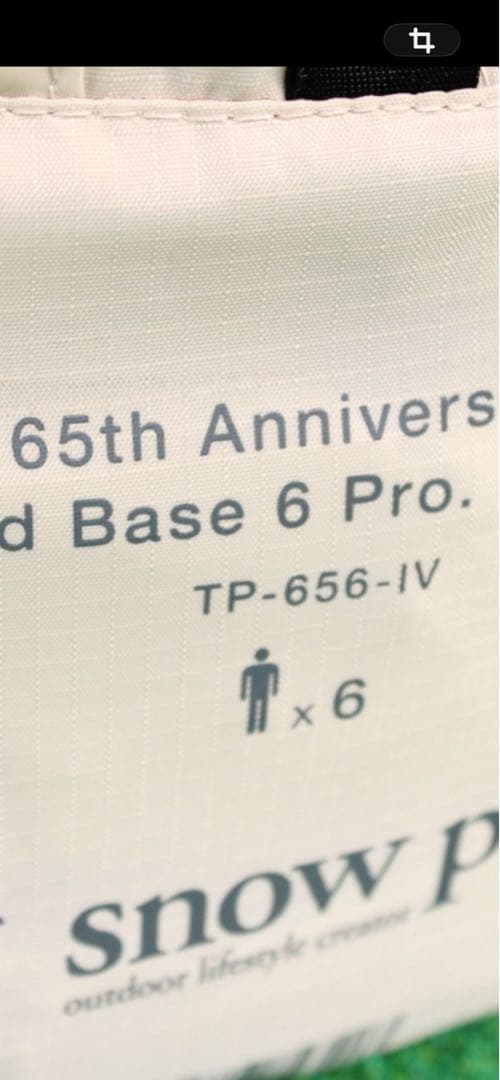 65th Annivers
d Base 6 Pro.
TP-656-IV
x 6
snow p
outdoor lifestyle creator